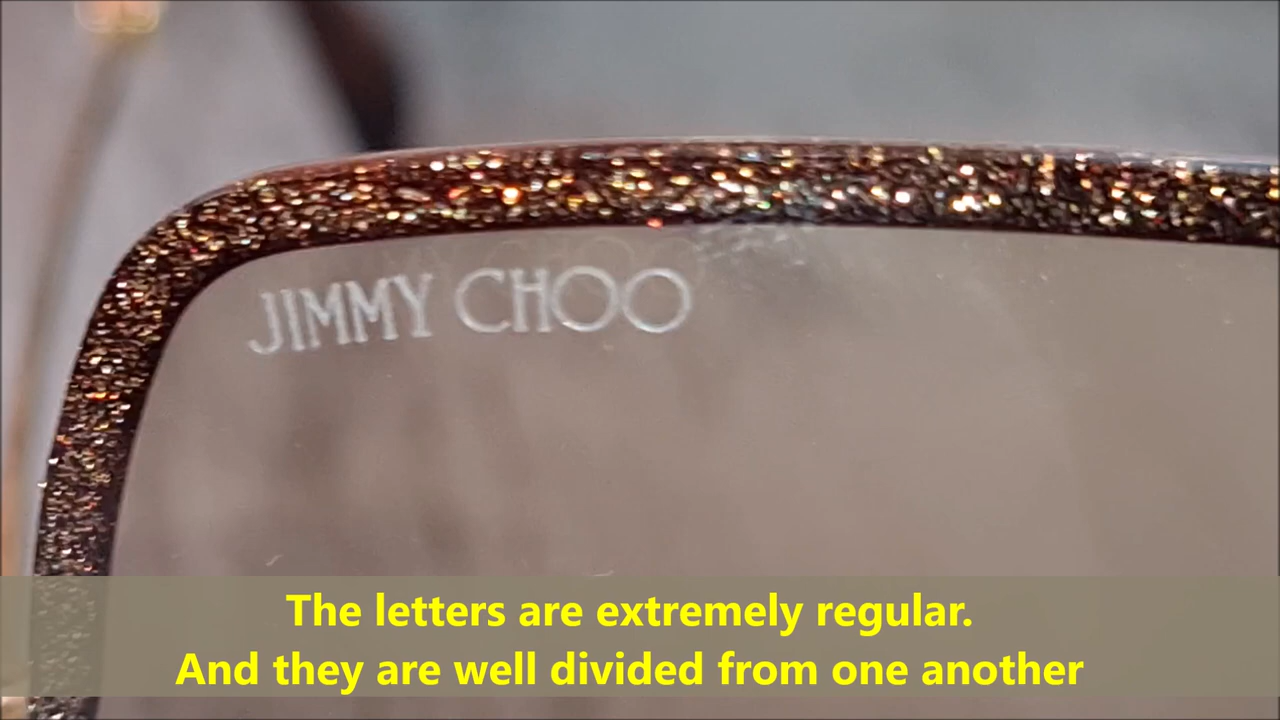 JIMMY CHOO
The letters are extremely regular.
And they are well divided from one another